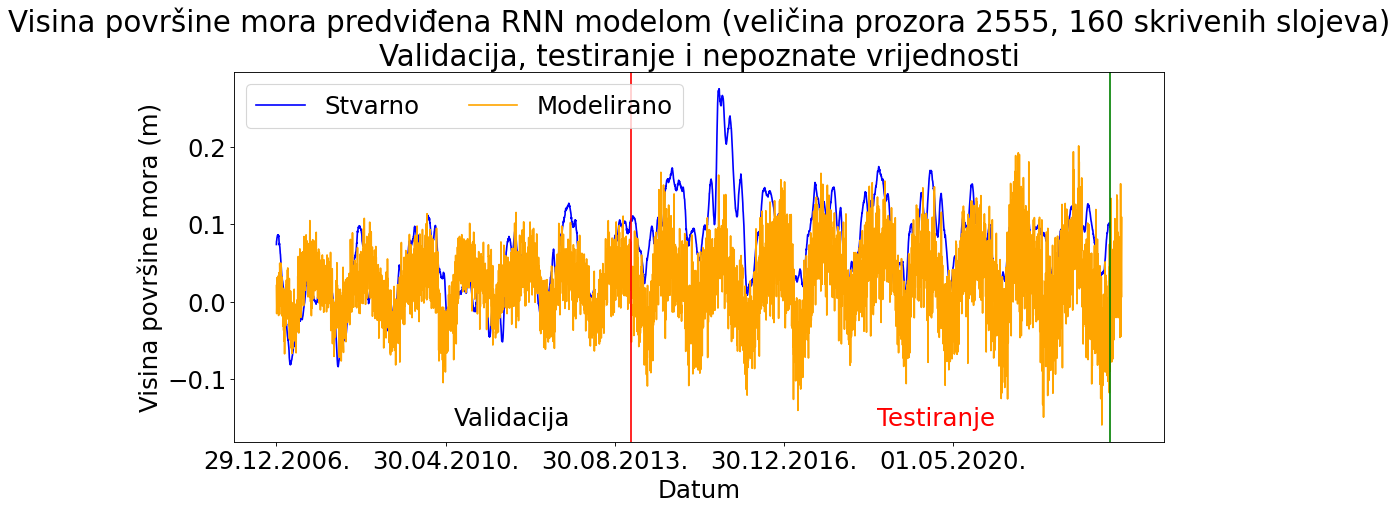 Visina površine mora predviđena RNN modelom (veličina prozora 2555, 160 skrivenih slojeva)
Validacija, testiranje i nepoznate vrijednosti
Stvarno
Modelirano
Visina površine mora (m)
0.2
0.1
0.0
−0.1
Validacija
Testiranje
29.12.2006.
30.04.2010.
30.08.2013.
30.12.2016.
01.05.2020.
Datum